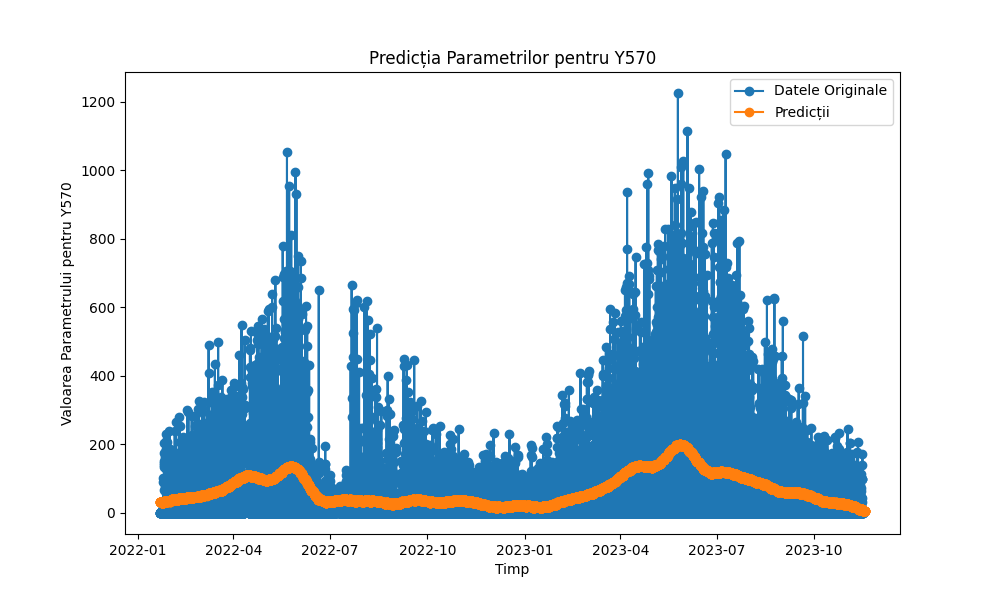 Predicția Parametrilor pentru Y570
Datele Originale
Predicții
Valoarea Parametrului pentru Y570
1200
1000
800
600
400
200
0
2022-01 2022-04 2022-07 2022-10 2023-01 2023-04 2023-07 2023-10
Timp